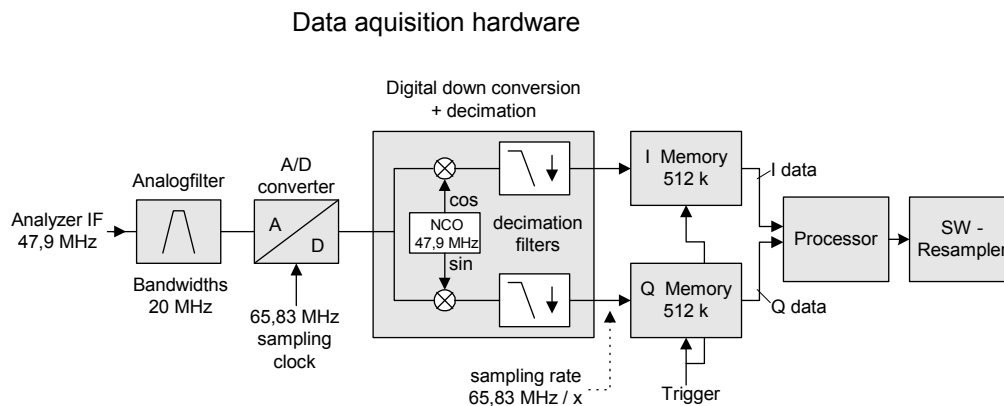 Data aquisition hardware
Digital down conversion
+ decimation
Analyzer IF
47,9 MHz
Analogfilter
Bandwidths
20 MHz
A/D
converter
A
D
65,83 MHz
sampling
clock
cos
NCO
47,9 MHz
sin
decimation
filters
sampling rate
65,83 MHz / x
I Memory
512 k
Q Memory
512 k
Trigger
I data
Q data
Processor
SW -
Resampler